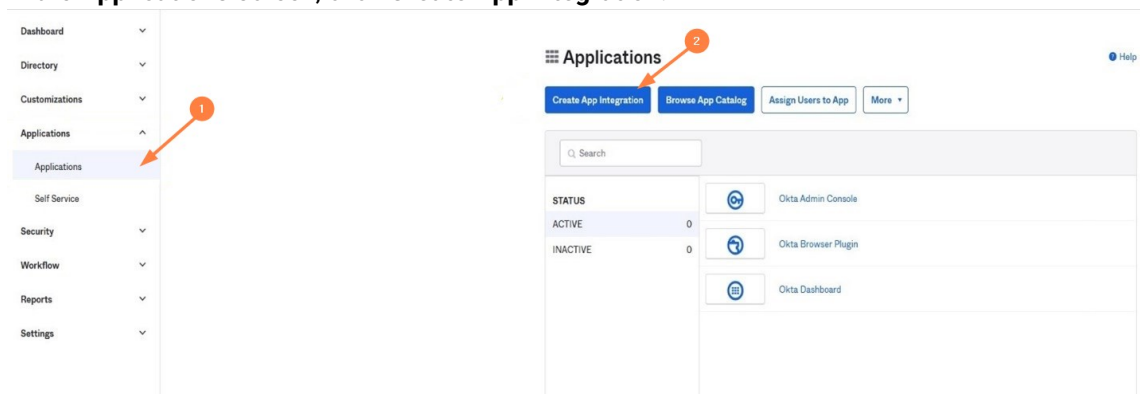 Dashboard
Directory
Customizations
Applications
Applications
Self Service
Security
Workflow
Reports
Settings
1
2
Applications
Help
Create App Integration Browse App Catalog Assign Users to App More
Search
STATUS
ACTIVE 0
INACTIVE 0
Okta Admin Console
Okta Browser Plugin
Okta Dashboard